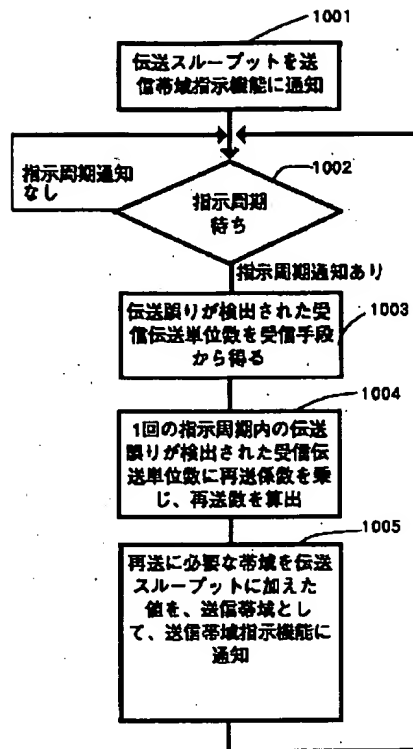 1001
伝送スループットを送
信帯域指示機能に通知
指示周期通知
なし
1002
指示周期
待ち
指示周期通知あり
1003
伝送誤りが検出された受
信伝送単位数を受信手段
から得る
1004
1回の指示周期内の伝送
誤りが検出された受信伝
送単位数に再送係数を乗
じ、再送数を算出
1005
再送に必要な帯域を伝送
スループットに加えた
値を、送信帯域とし
て、送信帯域指示機能に
通知